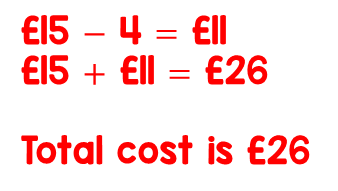 £15 – 4 = £11
£15 + £11 = £26
Total cost is £26